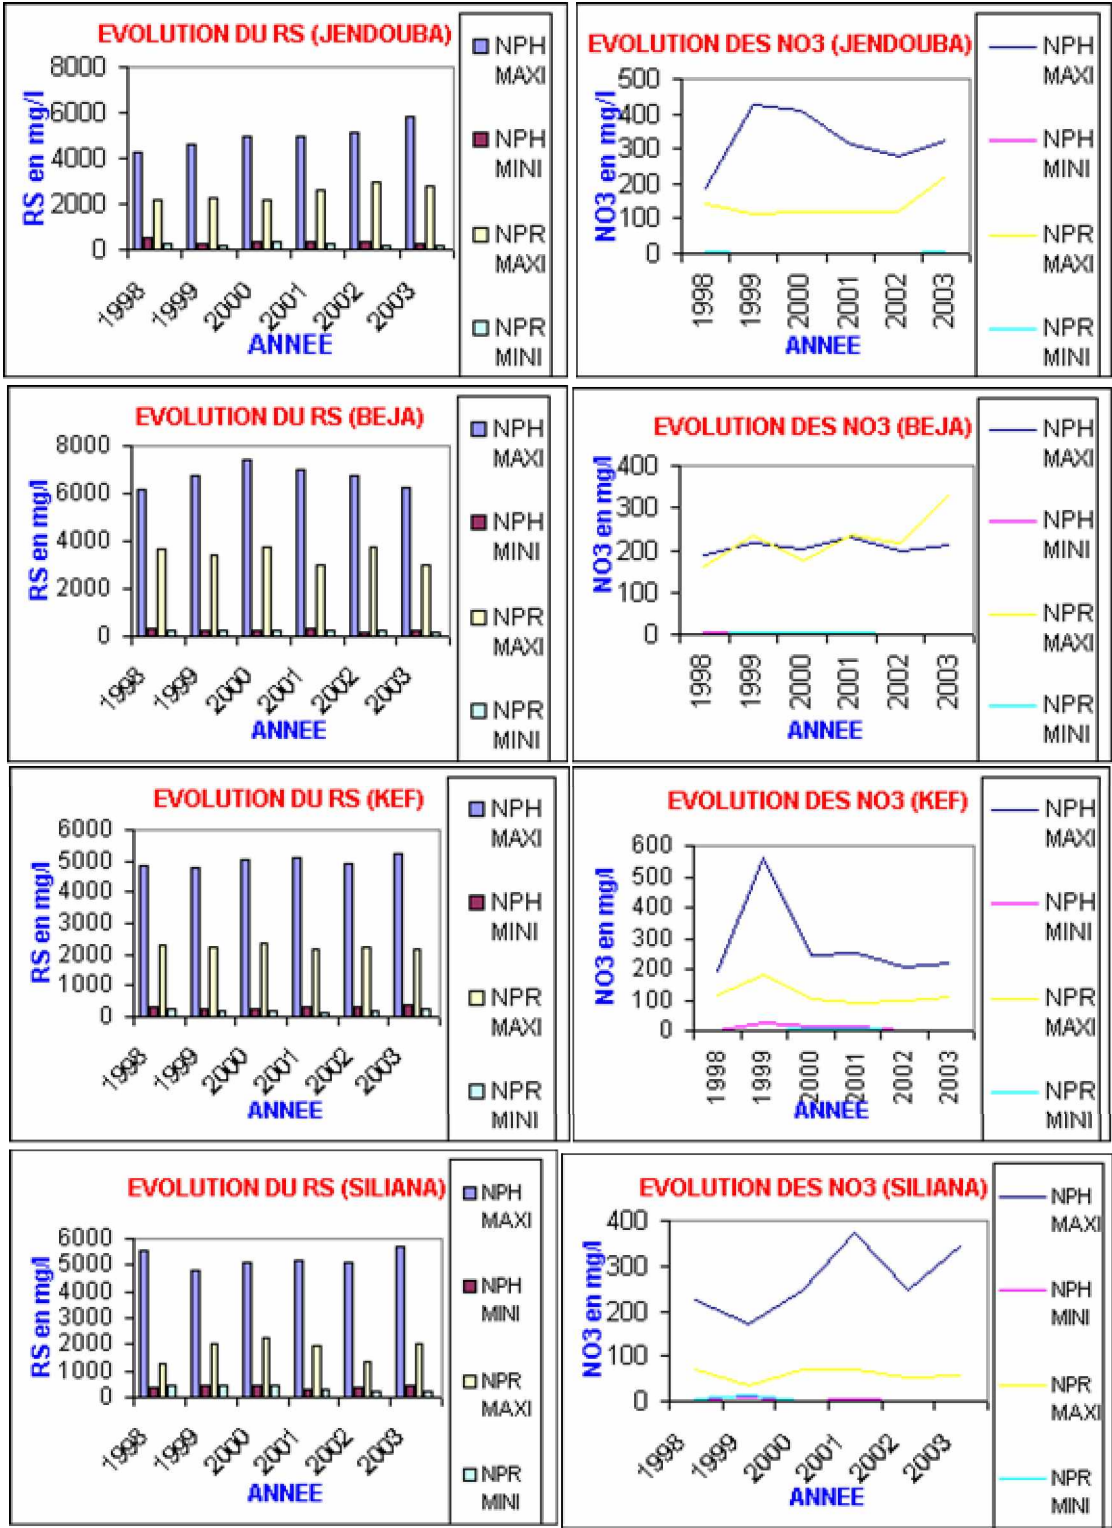 EVOLUTION DU RS (JENDOUBA)
RS en mg/l
8000
6000
4000
2000
0
1998
1999
2000
2001
2002
2003
ANNEE
NPH
MAXI
NPH
MINI
NPR
MAXI
NPR
MINI
EVOLUTION DES NO3 (JENDOUBA)
NO3 en mg/l
500
400
300
200
100
0
1998
1999
2000
2001
2002
2003
ANNEE
NPH
MAXI
NPH
MINI
NPR
MAXI
NPR
MINI
EVOLUTION DU RS (BEJA)
RS en mg/l
8000
6000
4000
2000
0
1998
1999
2000
2001
2002
2003
ANNEE
NPH
MAXI
NPH
MINI
NPR
MAXI
NPR
MINI
EVOLUTION DES NO3 (BEJA)
NO3 en mg/l
400
300
200
100
0
1998
1999
2000
2001
2002
2003
ANNEE
NPH
MAXI
NPH
MINI
NPR
MAXI
NPR
MINI
EVOLUTION DU RS (KEF)
RS en mg/l
6000
5000
4000
3000
2000
1000
0
1998
1999
2000
2001
2002
2003
ANNEE
NPH
MAXI
NPH
MINI
NPR
MAXI
NPR
MINI
EVOLUTION DES NO3 (KEF)
NO3 en mg/l
600
500
400
300
200
100
0
1998
1999
2000
2001
2002
2003
ANNEE
NPH
MAXI
NPH
MINI
NPR
MAXI
NPR
MINI
EVOLUTION DU RS (SILIANA)
RS en mg/l
6000
5000
4000
3000
2000
1000
0
1998
1999
2000
2001
2002
2003
ANNEE
NPH
MAXI
NPH
MINI
NPR
MAXI
NPR
MINI
EVOLUTION DES NO3 (SILIANA)
NO3 en mg/l
400
300
200
100
0
1998
1999
2000
2001
2002
2003
ANNEE
NPH
MAXI
NPH
MINI
NPR
MAXI
NPR
MINI